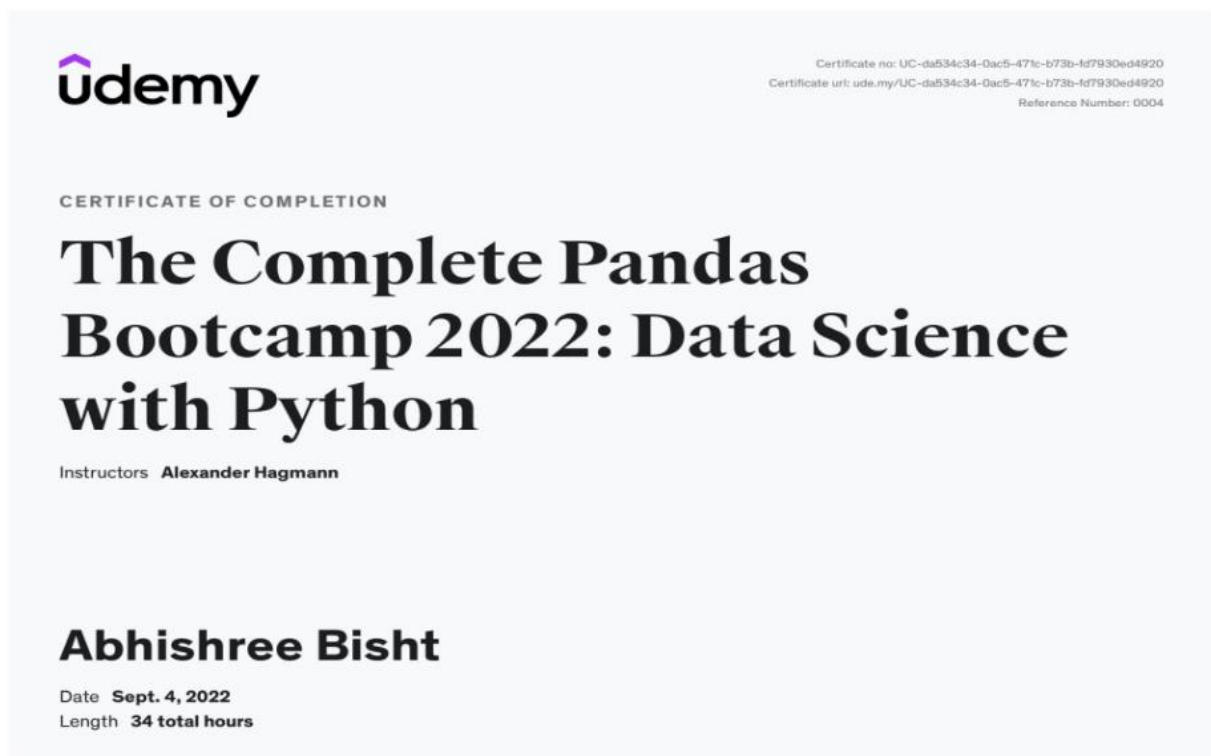 udemy
Certificate no: UC-da534c34-0ac5-471c-b73b-fd7930ed4920
Certificate url: ude.my/UC-da534c34-0ac5-471c-b73b-fd7930ed4920
Reference Number: 0004
CERTIFICATE OF COMPLETION
The Complete Pandas
Bootcamp 2022: Data Science
with Python
Instructors Alexander Hagmann
Abhishree Bisht
Date Sept. 4, 2022
Length 34 total hours